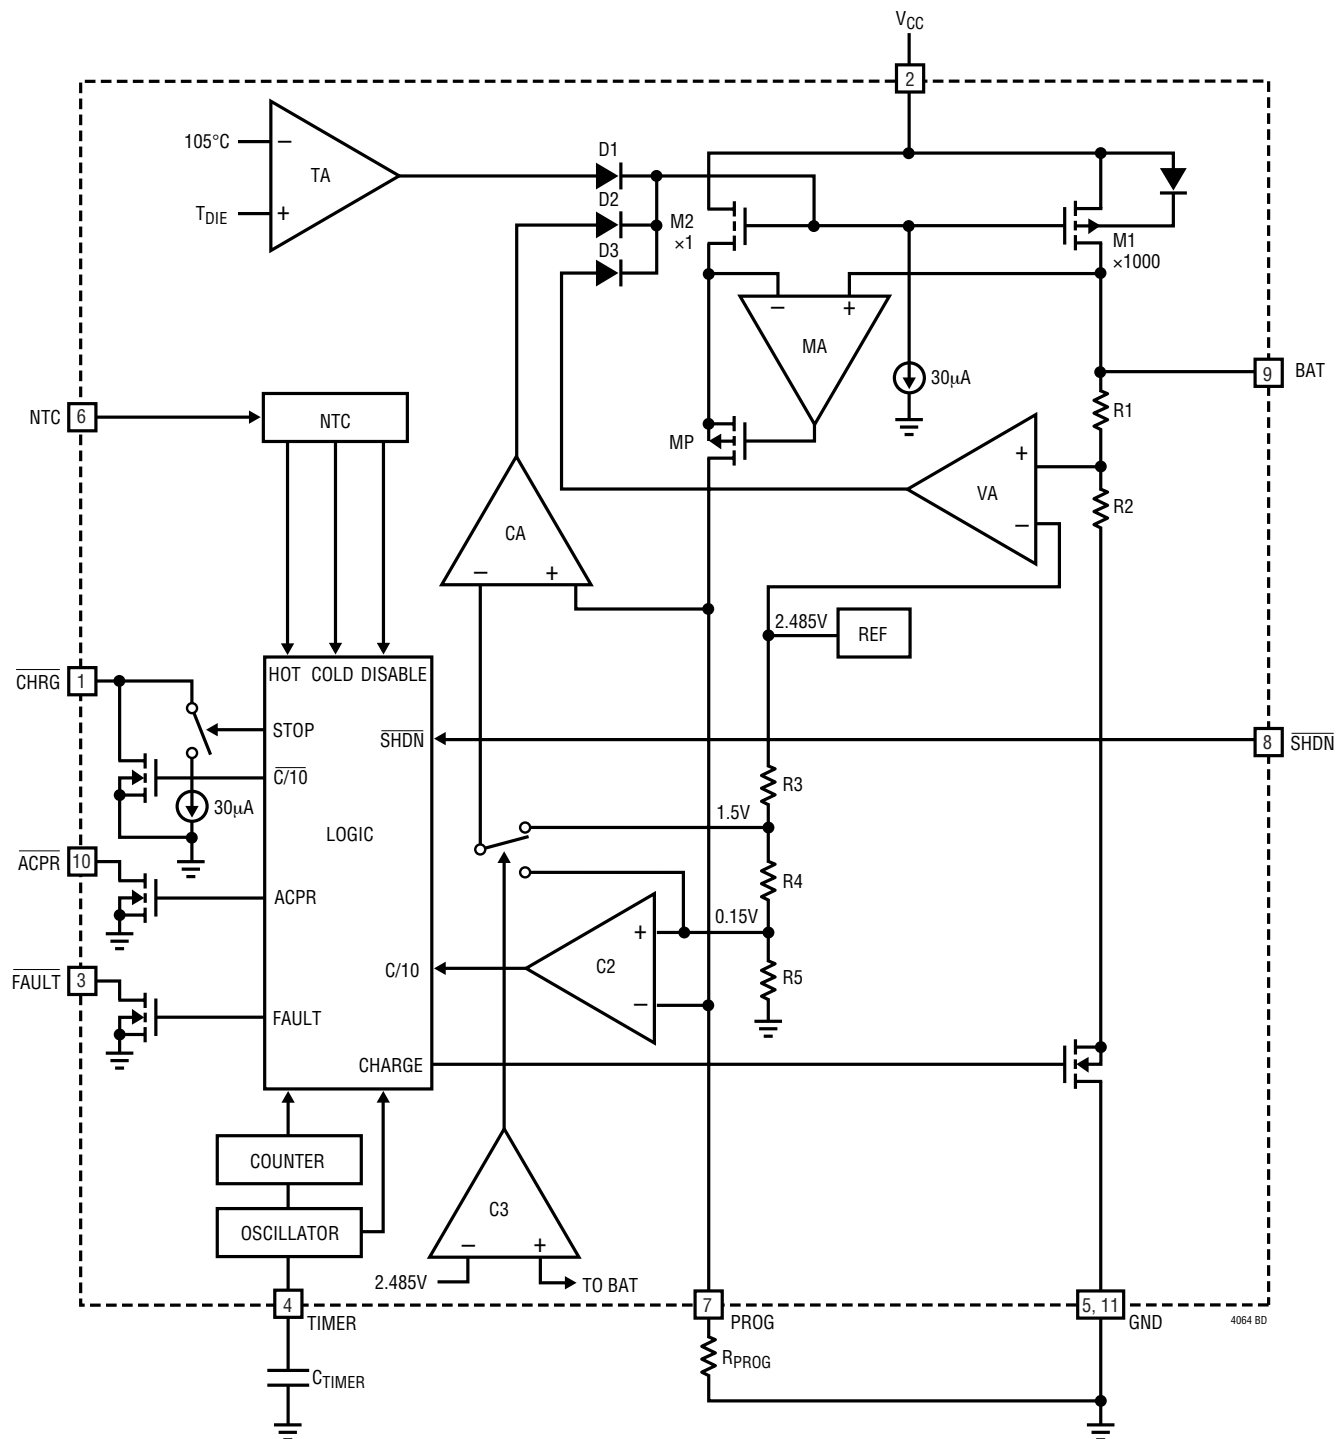 VCC
2
105°C
−
TA
TDIE
+
D1
D2
D3
M2
×1
M1
×1000
−
+
MA
30µA
9
BAT
NTC
6
NTC
R1
MP
+
VA
−
R2
CA
−
+
2.485V
REF
CHRG
1
HOT COLD DISABLE
STOP
SHDN
8
SHDN
C/10
30µA
LOGIC
R3
1.5V
ACPR
10
ACPR
R4
0.15V
+
C2
−
C/10
R5
FAULT
3
FAULT
CHARGE
COUNTER
OSCILLATOR
C3
−
+
2.485V
TO BAT
4
TIMER
7
PROG
5, 11
GND
4064 BD
RPROG
CTIMER